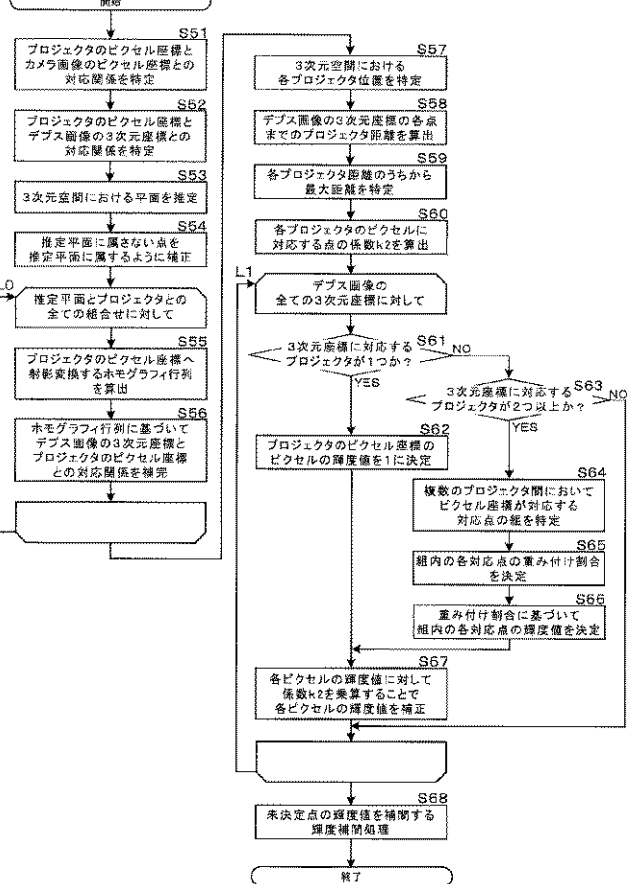 開始
S51
プロジェクタのピクセル座標と
カメラ画像のピクセル座標との
対応関係を特定
S52
プロジェクタのピクセル座標と
デプス画像の3次元座標との
対応関係を特定
S53
3次元空間における平面を推定
S54
推定平面に属さない点を
推定平面に属するように補正
L0
推定平面とプロジェクタとの
全ての組合せに対して
S55
プロジェクタのピクセル座標へ
射影変換するホモグラフィ行列
を算出
S56
ホモグラフィ行列に基づいて
デプス画像の3次元座標と
プロジェクタのピクセル座標
との対応関係を補完
S57
3次元空間における
各プロジェクタ位置を特定
S58
デプス画像の3次元座標の各点
までのプロジェクタ距離を算出
S59
各プロジェクタ距離のうちから
最大距離を特定
S60
各プロジェクタのピクセルに
対応する点の係数k2を算出
L1
デプス画像の
全ての3次元座標に対して
S61
3次元座標に対応する
プロジェクタが1つか?
NO
YES
S62
プロジェクタのピクセル座標の
ピクセルの輝度値を1に決定
S63
3次元座標に対応する
プロジェクタが2つ以上か?
NO
YES
S64
複数のプロジェクタ間において
ピクセル座標が対応する
対応点の組を特定
S65
組内の各対応点の重み付け割合
を決定
S66
重み付け割合に基づいて
組内の各対応点の輝度値を決定
S67
各ピクセルの輝度値に対して
係数k2を乗算することで
各ピクセルの輝度値を補正
S68
未決定点の輝度値を補間する
輝度補間処理
終了